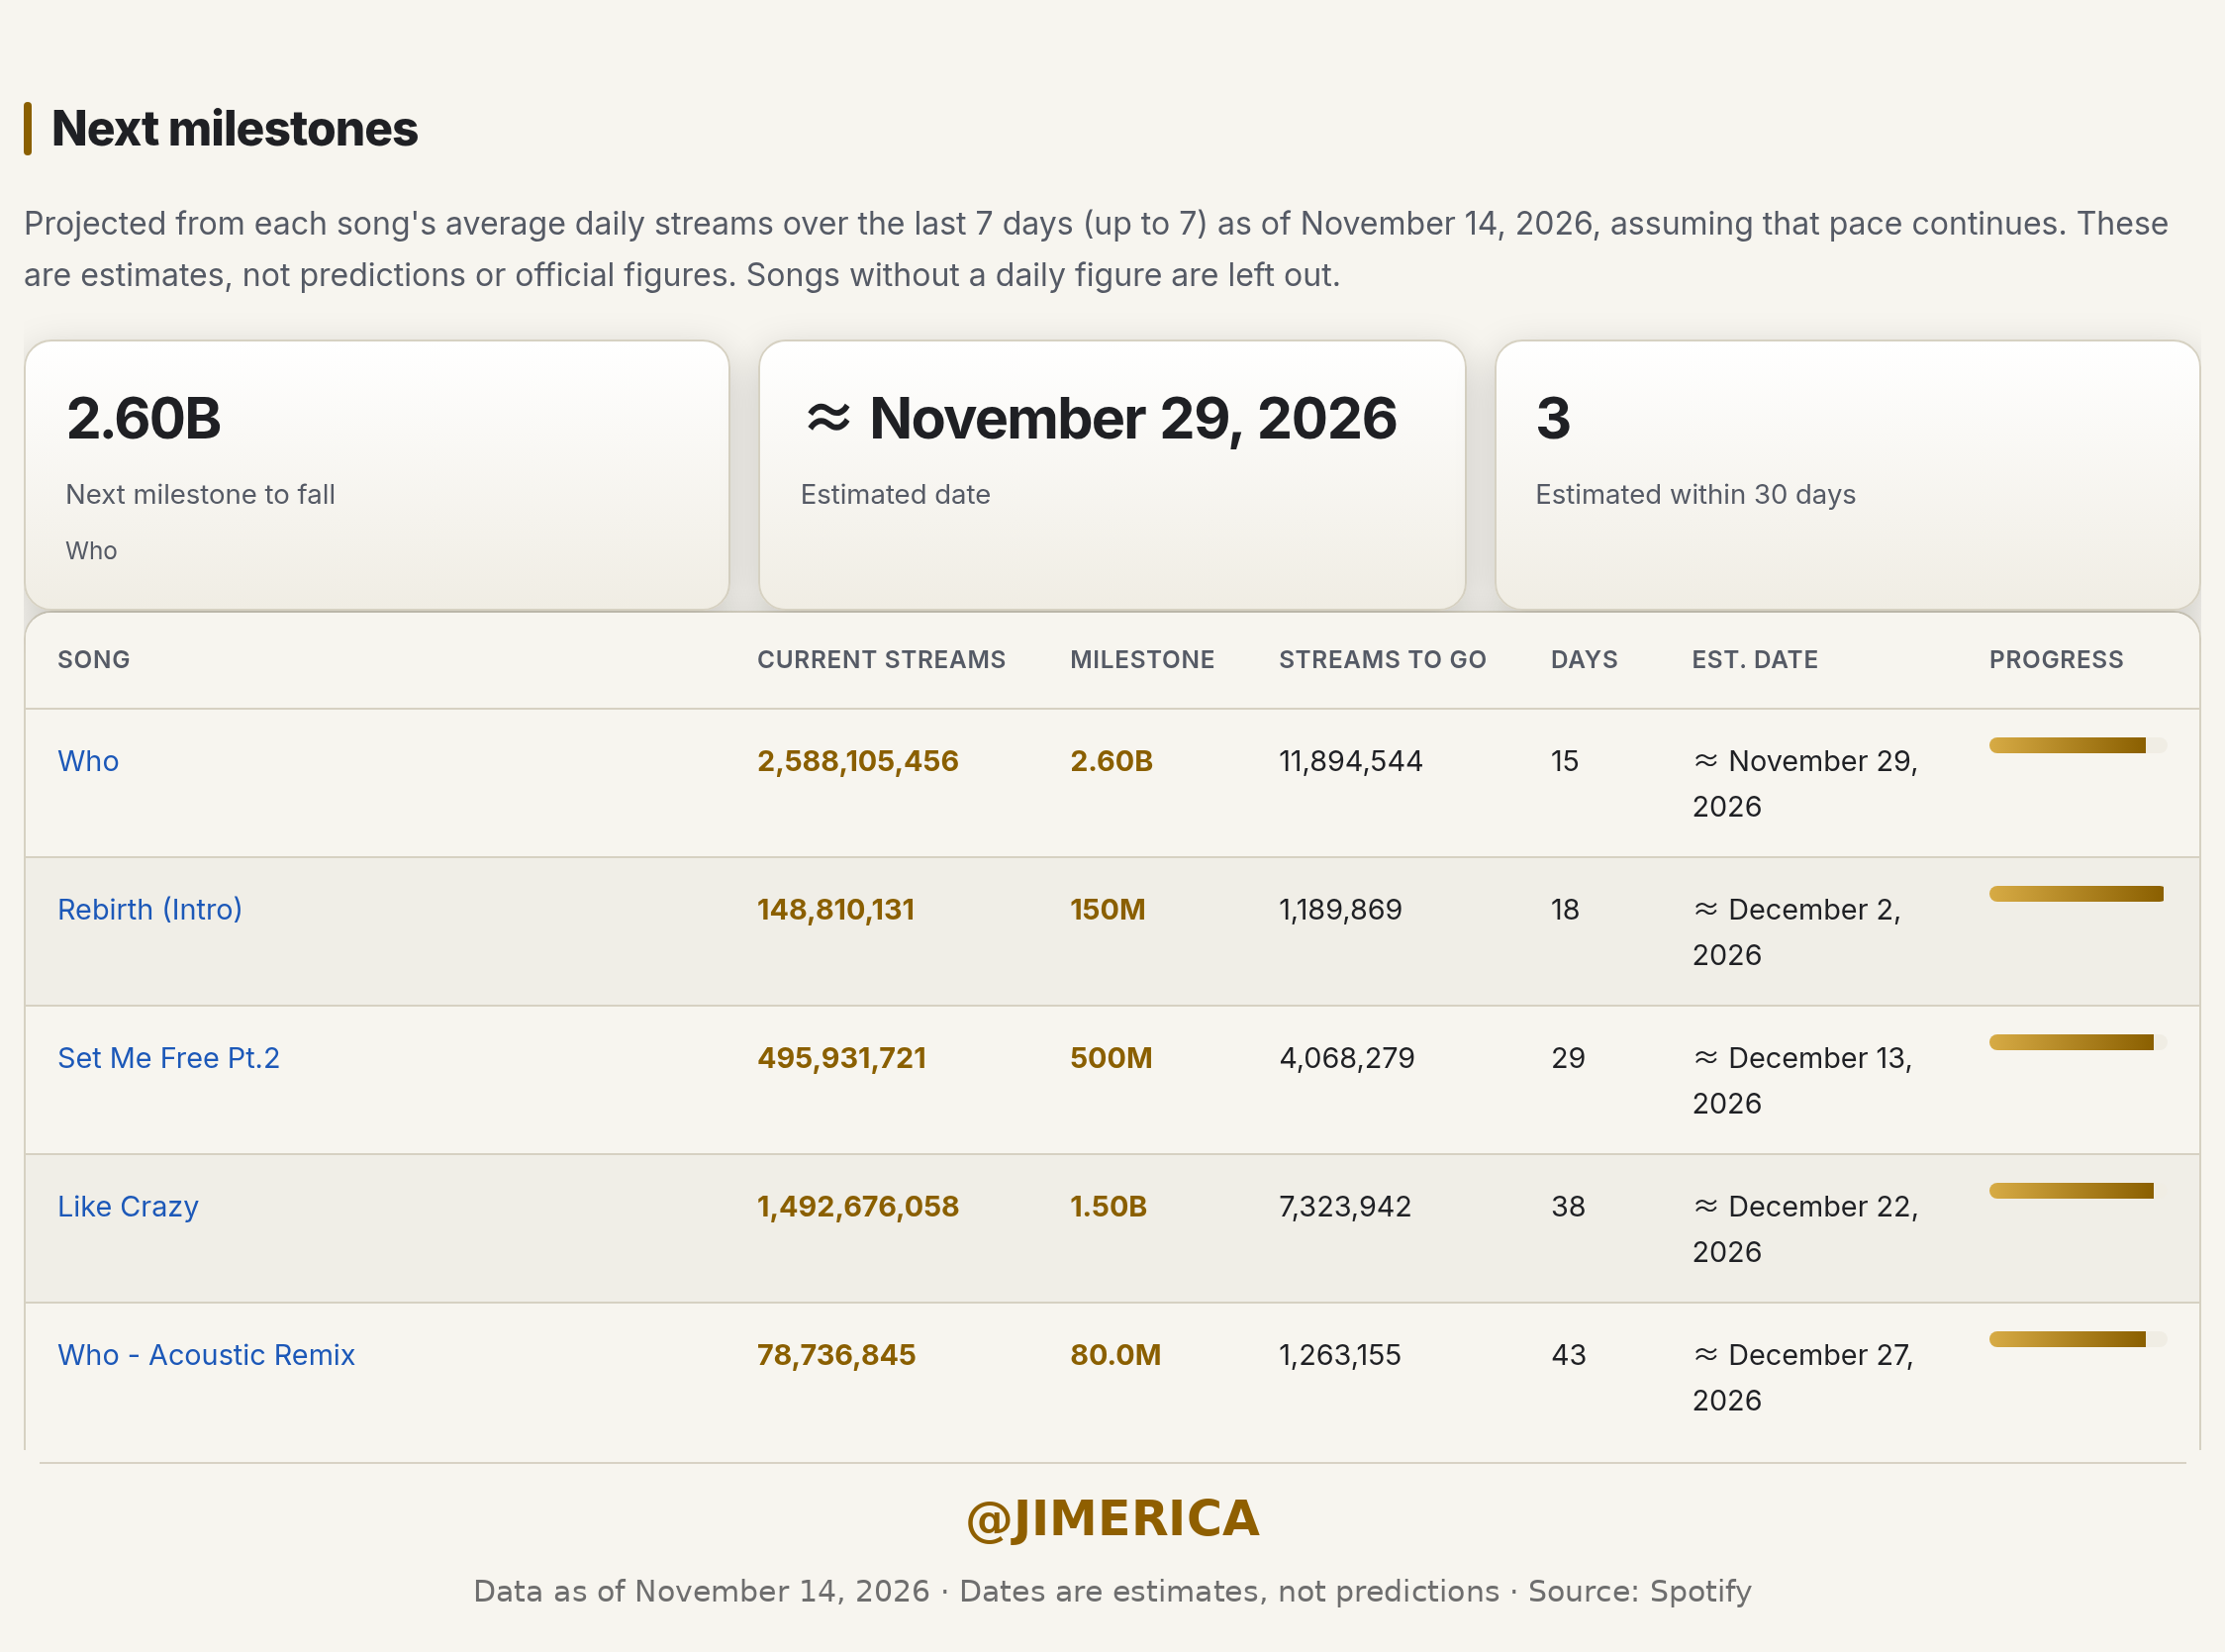 Next milestones
Projected from each song's average daily streams over the last 7 days (up to 7) as of November 14, 2026, assuming that pace continues. These
are estimates, not predictions or official figures. Songs without a daily figure are left out.
2.60B
Next milestone to fall
Who
≈ November 29, 2026
Estimated date
3
Estimated within 30 days
SONG CURRENT STREAMS MILESTONE STREAMS TO GO DAYS EST. DATE PROGRESS
Who 2,588,105,456 2.60B 11,894,544 15 ≈ November 29,
2026
Rebirth (Intro) 148,810,131 150M 1,189,869 18 ≈ December 2,
2026
Set Me Free Pt.2 495,931,721 500M 4,068,279 29 ≈ December 13,
2026
Like Crazy 1,492,676,058 1.50B 7,323,942 38 ≈ December 22,
2026
Who - Acoustic Remix 78,736,845 80.0M 1,263,155 43 ≈ December 27,
2026
@JIMERICA
Data as of November 14, 2026 · Dates are estimates, not predictions · Source: Spotify